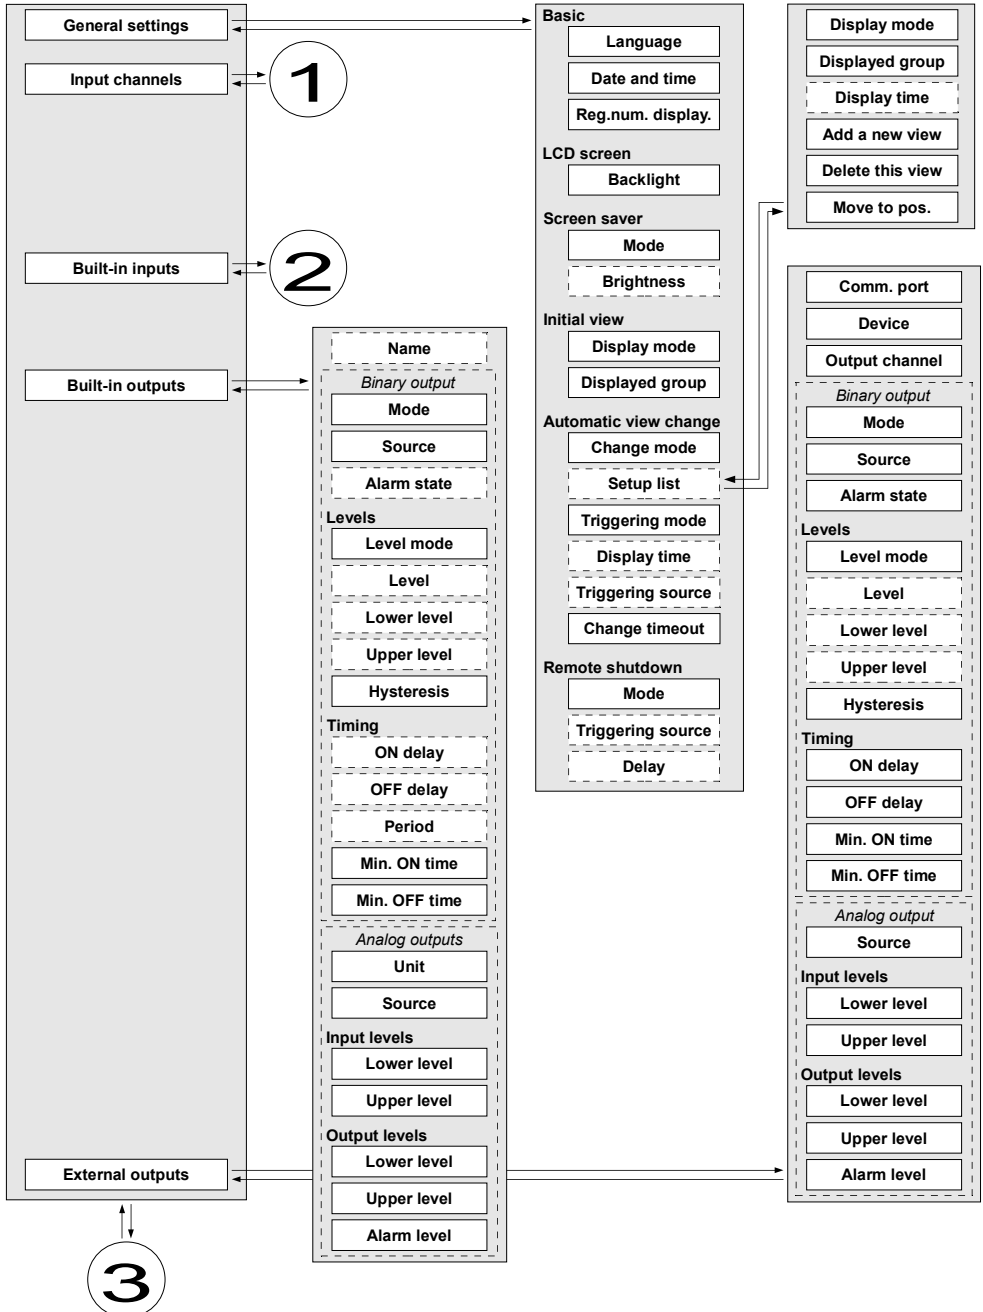 General settings
Input channels
1
Built-in inputs
2
Built-in outputs
External outputs
3
Name
Binary output
Mode
Source
Alarm state
Levels
Level mode
Level
Lower level
Upper level
Hysteresis
Timing
ON delay
OFF delay
Period
Min. ON time
Min. OFF time
Analog outputs
Unit
Source
Input levels
Lower level
Upper level
Output levels
Lower level
Upper level
Alarm level
Basic
Language
Date and time
Reg.num. display.
LCD screen
Backlight
Screen saver
Mode
Brightness
Initial view
Display mode
Displayed group
Automatic view change
Change mode
Setup list
Triggering mode
Display time
Triggering source
Change timeout
Remote shutdown
Mode
Triggering source
Delay
Display mode
Displayed group
Display time
Add a new view
Delete this view
Move to pos.
Comm. port
Device
Output channel
Binary output
Mode
Source
Alarm state
Levels
Level mode
Level
Lower level
Upper level
Hysteresis
Timing
ON delay
OFF delay
Min. ON time
Min. OFF time
Analog output
Source
Input levels
Lower level
Upper level
Output levels
Lower level
Upper level
Alarm level